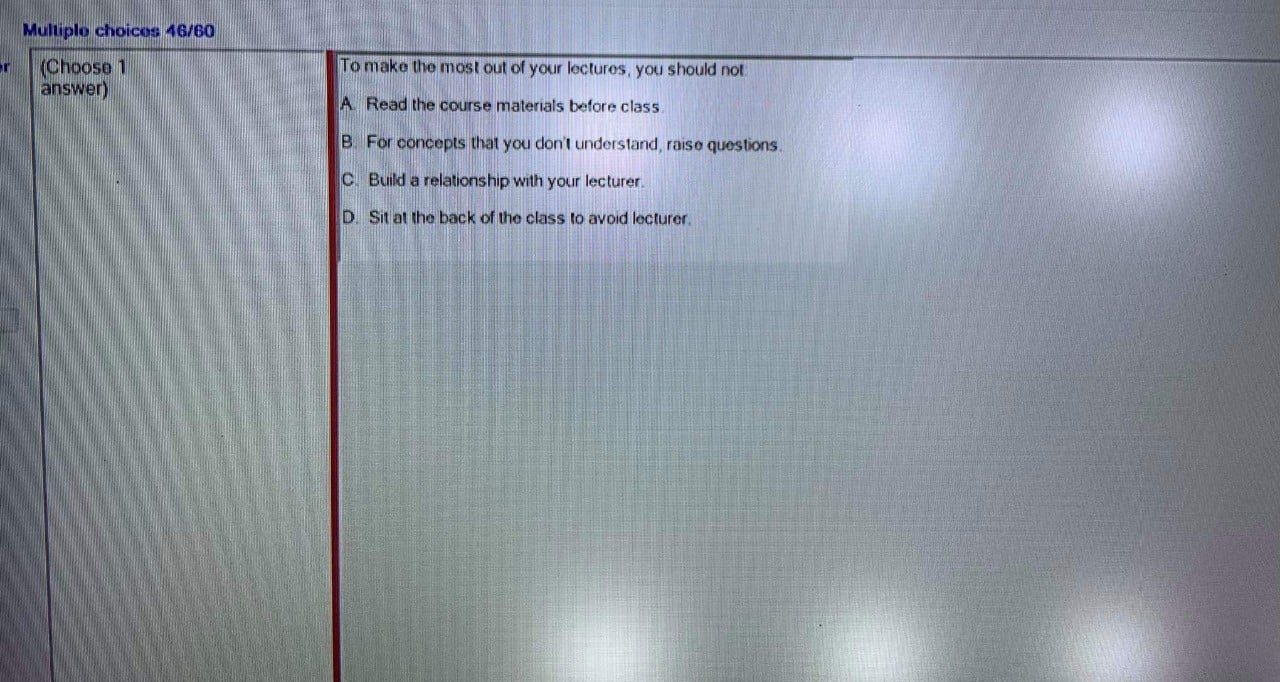 Multiple choices 46/60
(Choose 1
answer)
To make the most out of your lectures, you should not
A. Read the course materials before class.
B. For concepts that you don't understand, raise questions.
C. Build a relationship with your lecturer.
D. Sit at the back of the class to avoid lecturer.